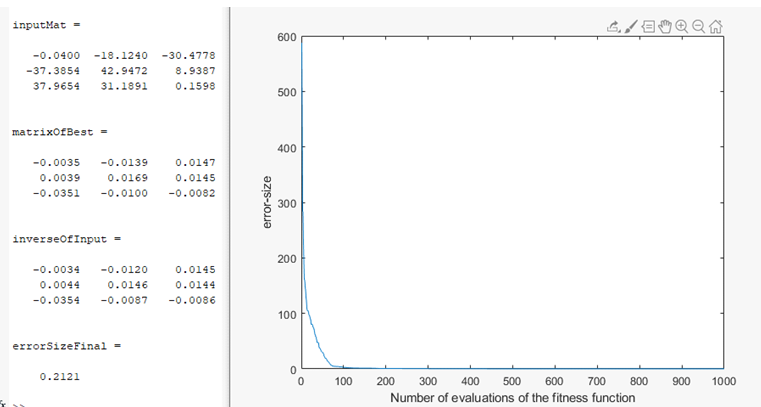 inputMat =
-0.0400 -18.1240 -30.4778
-37.3854 42.9472 8.9387
37.9654 31.1891 0.1598
matrixOfBest =
-0.0035 -0.0139 0.0147
0.0039 0.0169 0.0145
-0.0351 -0.0100 -0.0082
inverseOfInput =
-0.0034 -0.0120 0.0145
0.0044 0.0146 0.0144
-0.0354 -0.0087 -0.0086
errorSizeFinal =
0.2121
600
500
400
300
200
100
0
error-size
0 100 200 300 400 500 600 700 800 900 1000
Number of evaluations of the fitness function